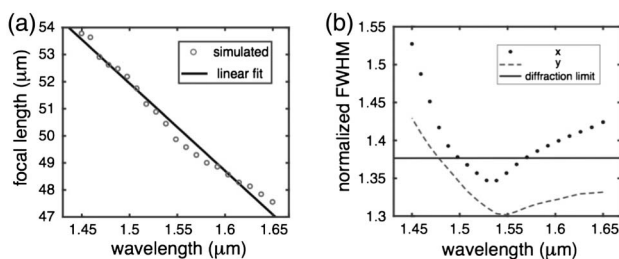 (a)
54
53
52
51
50
49
48
47
focal length (μm)
simulated
linear fit
1.45 1.5 1.55 1.6 1.65
wavelength (μm)
(b)
1.55
1.5
1.45
1.4
1.35
1.3
normalized FWHM
x
y
diffraction limit
1.45 1.5 1.55 1.6 1.65
wavelength (μm)